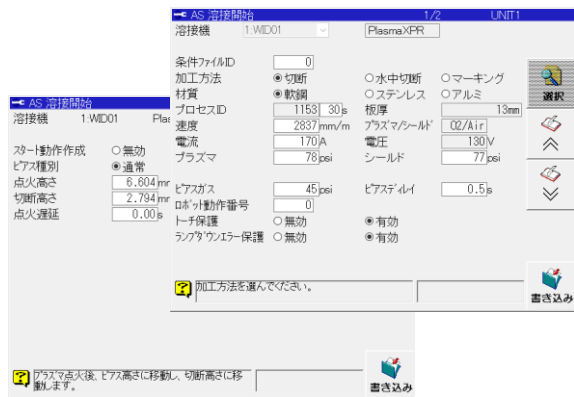 AS 溶接開始 1/2 UNIT1
溶接機 1:WID01 PlasmaXPR
条件ファイルID 0
加工方法 切断 水中切断 マーキング
材質 軟鋼 ステンレス アルミ
プロセスID 1153 30s 板厚 13mm
速度 2837 mm/m プラズマ/シールド O2/Air
電流 170 A 電圧 130 V
プラズマ 78 psi シールド 77 psi
ピアスガス 45 psi ピアスディレイ 0.5 s
ロボット動作番号 0
トーチ保護 無効 有効
ランプダウンエラー保護 無効 有効
加工方法を選んでください。
選択
書き込み
AS 溶接開始
溶接機 1:WID01
スタート動作作成 無効
ピアス種別 通常
点火高さ 6.604
切断高さ 2.794
点火遅延 0.00 s
プラズマ点火後、ピアス高さに移動し、切断高さに移
動します。
書き込み